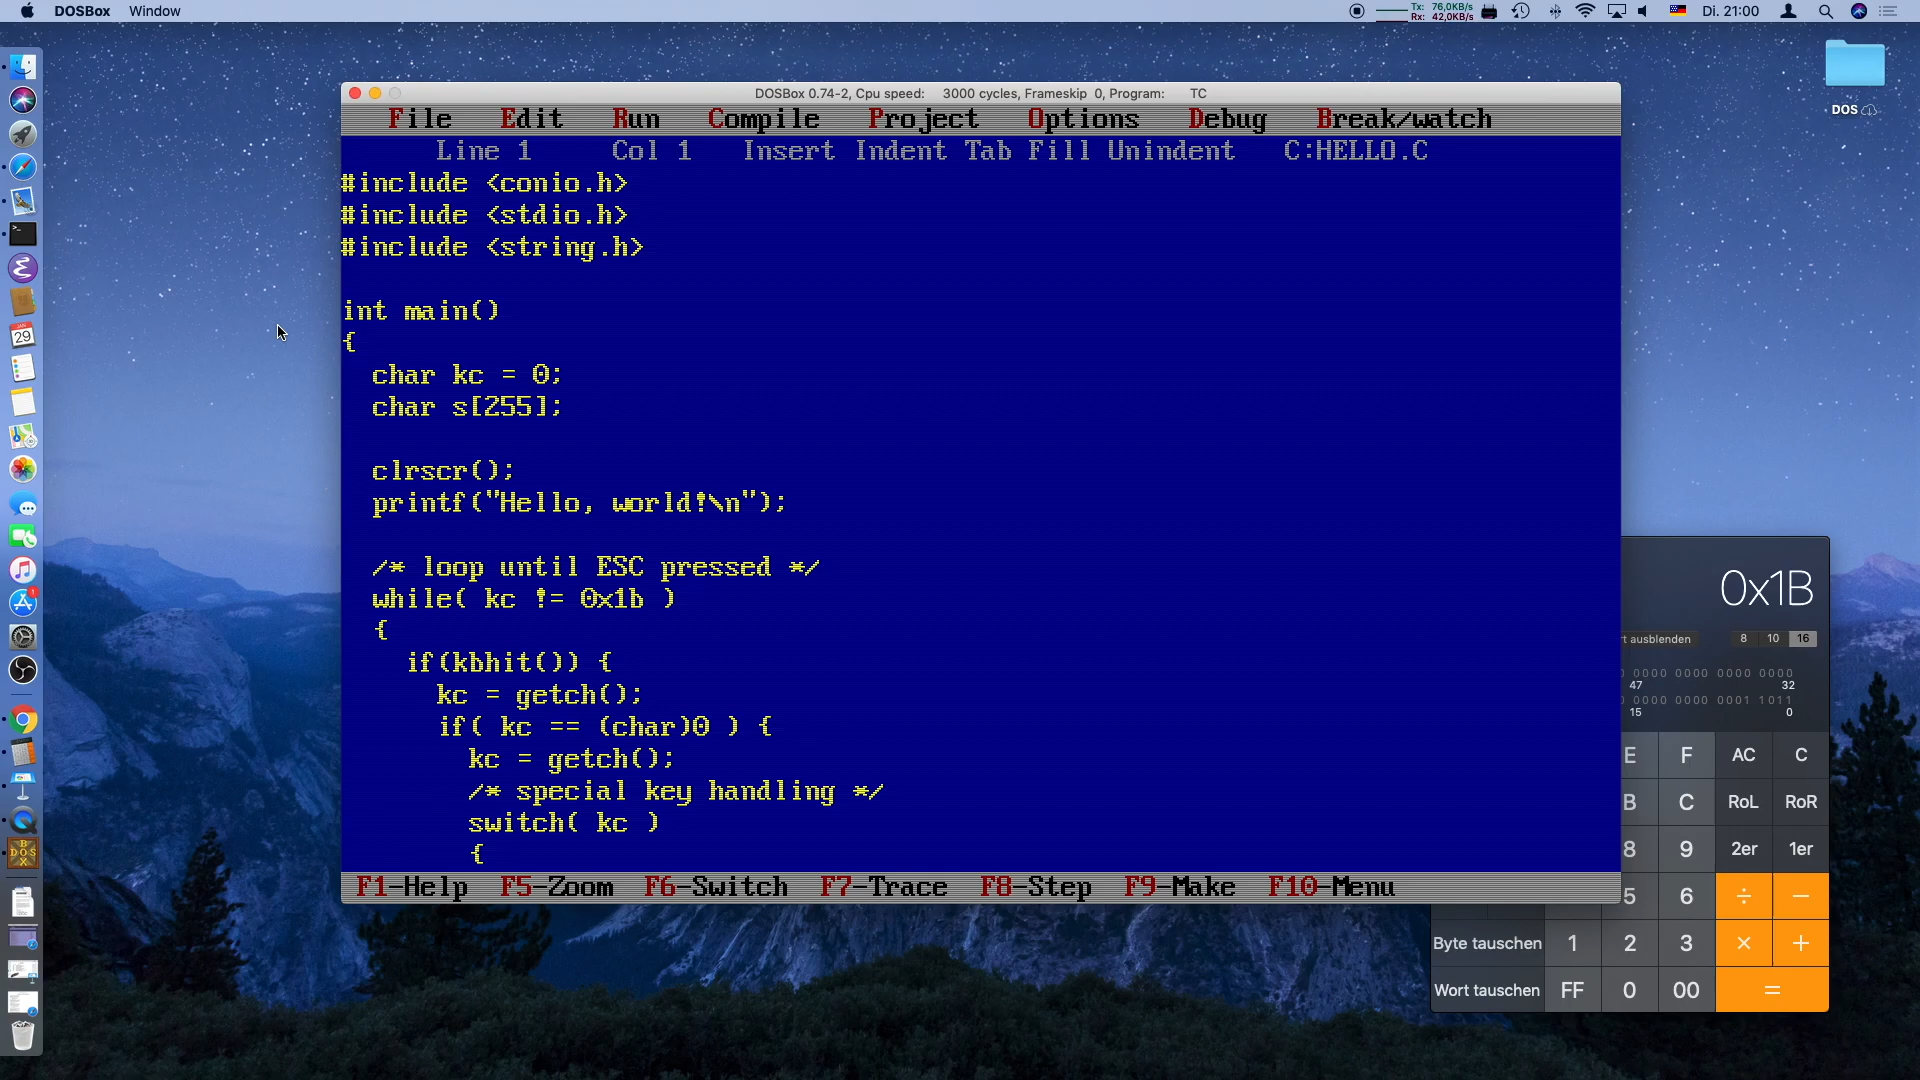 DOSBox Window
Tx: 76,0KB/s
Rx: 42,0KB/s
Di. 21:00
DOS
DOSBox 0.74-2, Cpu speed: 3000 cycles, Frameskip 0, Program: TC
File Edit Run Compile Project Options Debug Break/watch
Line 1 Col 1 Insert Indent Tab Fill Unindent C:HELLO.C
#include <conio.h>
#include <stdio.h>
#include <string.h>
int main()
{
char kc = 0;
char s[255];
clrscr();
printf("Hello, world!\n");
/* loop until ESC pressed */
while( kc != 0x1b )
{
if(kbhit()) {
kc = getch();
if( kc == (char)0 ) {
kc = getch();
/* special key handling */
switch( kc )
{
F1-Help F5-Zoom F6-Switch F7-Trace F8-Step F9-Make F10-Menu
0x1B
ausblenden 8 10 16
0000 0000 0000 0000
47 32
0000 0000 0001 1011
15 0
E F AC C
B C RoL RoR
8 9 2er 1er
5 6 ÷ −
Byte tauschen 1 2 3 × +
Wort tauschen FF 0 00 =
JAN
29
1
DOS